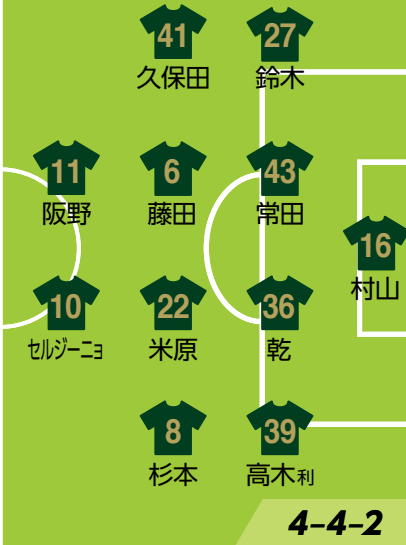 41
久保田
27
鈴木
11
阪野
6
藤田
43
常田
16
村山
10
セルジーニョ
22
米原
36
乾
8
杉本
39
高木利
4-4-2